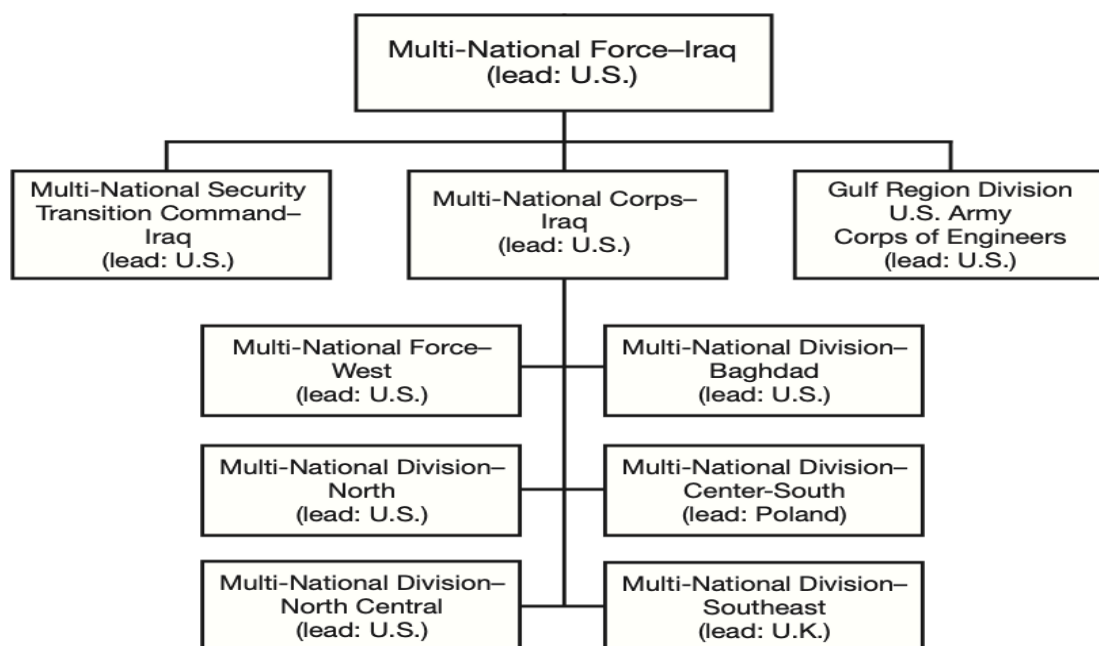 Multi-National Force–Iraq
(lead: U.S.)
Multi-National Security
Transition Command–
Iraq
(lead: U.S.)
Multi-National Corps–
Iraq
(lead: U.S.)
Gulf Region Division
U.S. Army
Corps of Engineers
(lead: U.S.)
Multi-National Force–
West
(lead: U.S.)
Multi-National Division–
Baghdad
(lead: U.S.)
Multi-National Division–
North
(lead: U.S.)
Multi-National Division–
Center-South
(lead: Poland)
Multi-National Division–
North Central
(lead: U.S.)
Multi-National Division–
Southeast
(lead: U.K.)